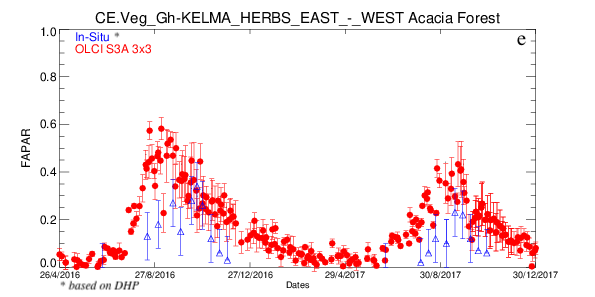 CE.Veg_Gh-KELMA_HERBS_EAST_-_WEST Acacia Forest
1.0
In-Situ *
e
OLCI S3A 3x3
0.8
0.6
FAPAR
0.4
0.2
0.0
26/4/2016 27/8/2016 27/12/2016 29/4/2017 30/8/2017 30/12/2017
* based on DHP
Dates